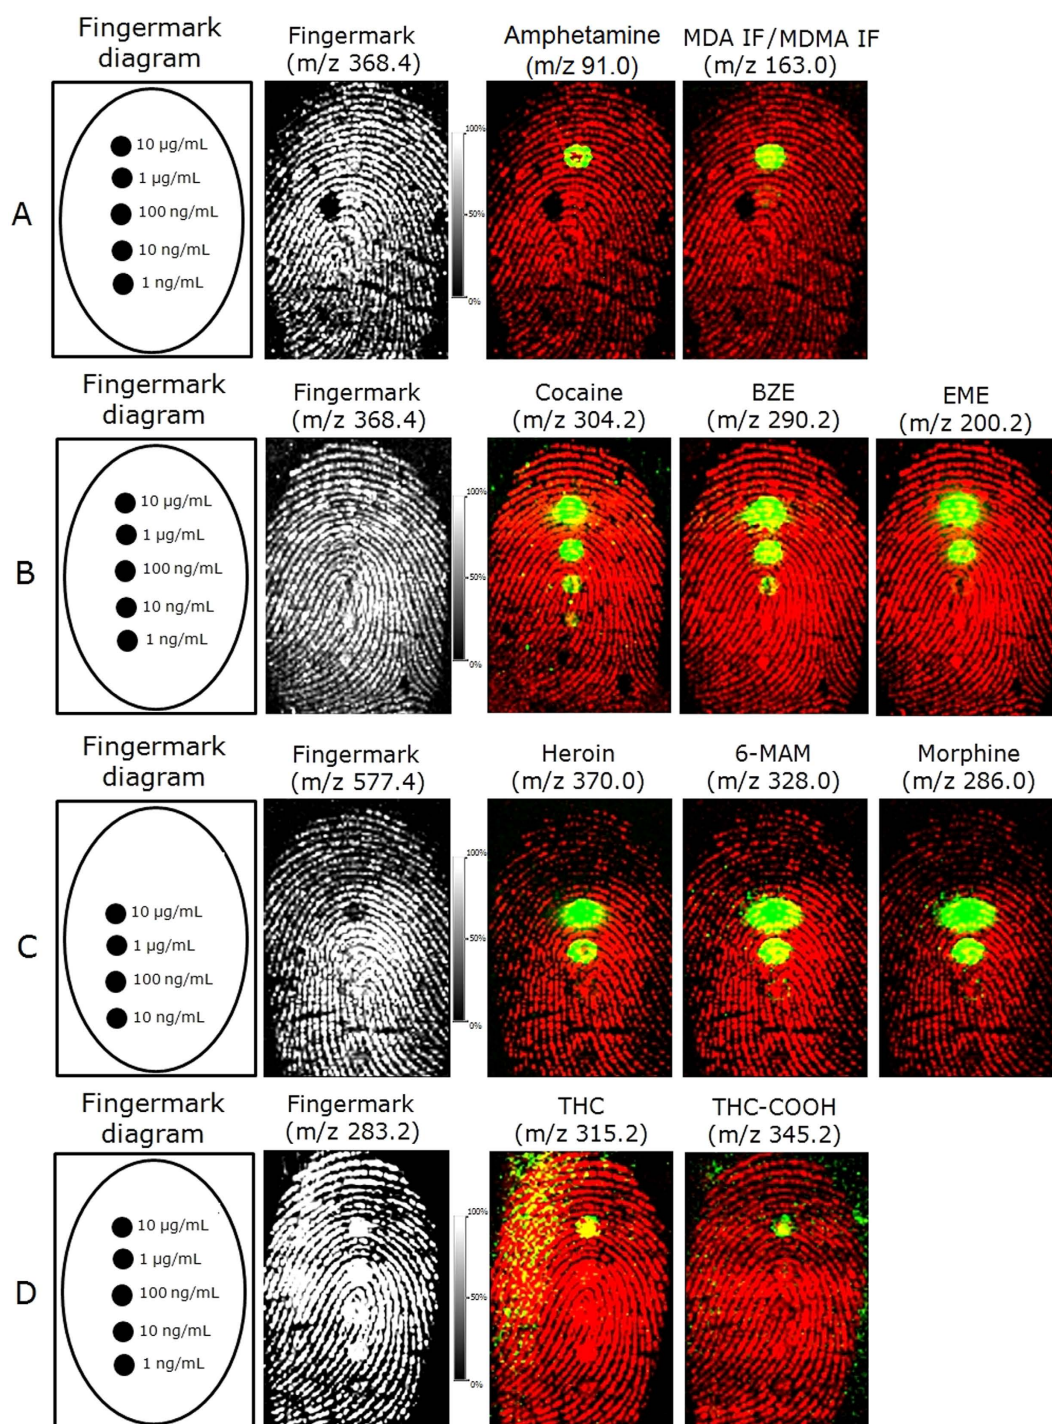 Fingermark
diagram
Fingermark
(m/z 368.4)
Amphetamine
(m/z 91.0)
MDA IF/MDMA IF
(m/z 163.0)
A
10 µg/mL
1 µg/mL
100 ng/mL
10 ng/mL
1 ng/mL
100%
50%
0%
Fingermark
diagram
Fingermark
(m/z 368.4)
Cocaine
(m/z 304.2)
BZE
(m/z 290.2)
EME
(m/z 200.2)
B
10 µg/mL
1 µg/mL
100 ng/mL
10 ng/mL
1 ng/mL
100%
50%
0%
Fingermark
diagram
Fingermark
(m/z 577.4)
Heroin
(m/z 370.0)
6-MAM
(m/z 328.0)
Morphine
(m/z 286.0)
C
10 µg/mL
1 µg/mL
100 ng/mL
10 ng/mL
100%
50%
0%
Fingermark
diagram
Fingermark
(m/z 283.2)
THC
(m/z 315.2)
THC-COOH
(m/z 345.2)
D
10 µg/mL
1 µg/mL
100 ng/mL
10 ng/mL
1 ng/mL
100%
50%
0%